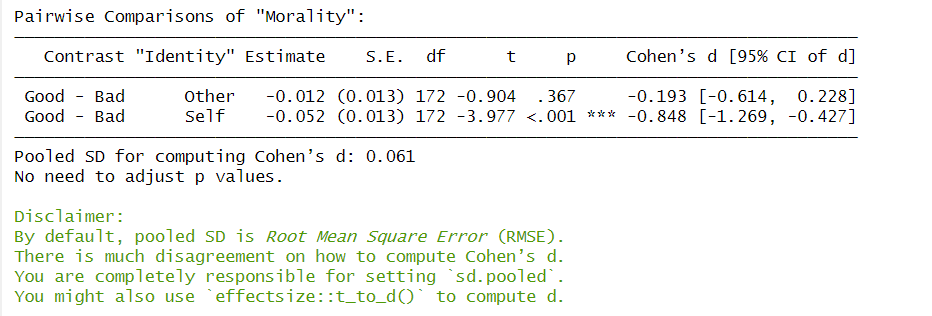 Pairwise Comparisons of "Morality":
Contrast "Identity" Estimate S.E. df t p Cohen’s d [95% CI of d]
Good - Bad Other -0.012 (0.013) 172 -0.904 .367 -0.193 [-0.614, 0.228]
Good - Bad Self -0.052 (0.013) 172 -3.977 <.001 *** -0.848 [-1.269, -0.427]
Pooled SD for computing Cohen’s d: 0.061
No need to adjust p values.
Disclaimer:
By default, pooled SD is Root Mean Square Error (RMSE).
There is much disagreement on how to compute Cohen’s d.
You are completely responsible for setting `sd.pooled`.
You might also use `effectsize::t_to_d()` to compute d.